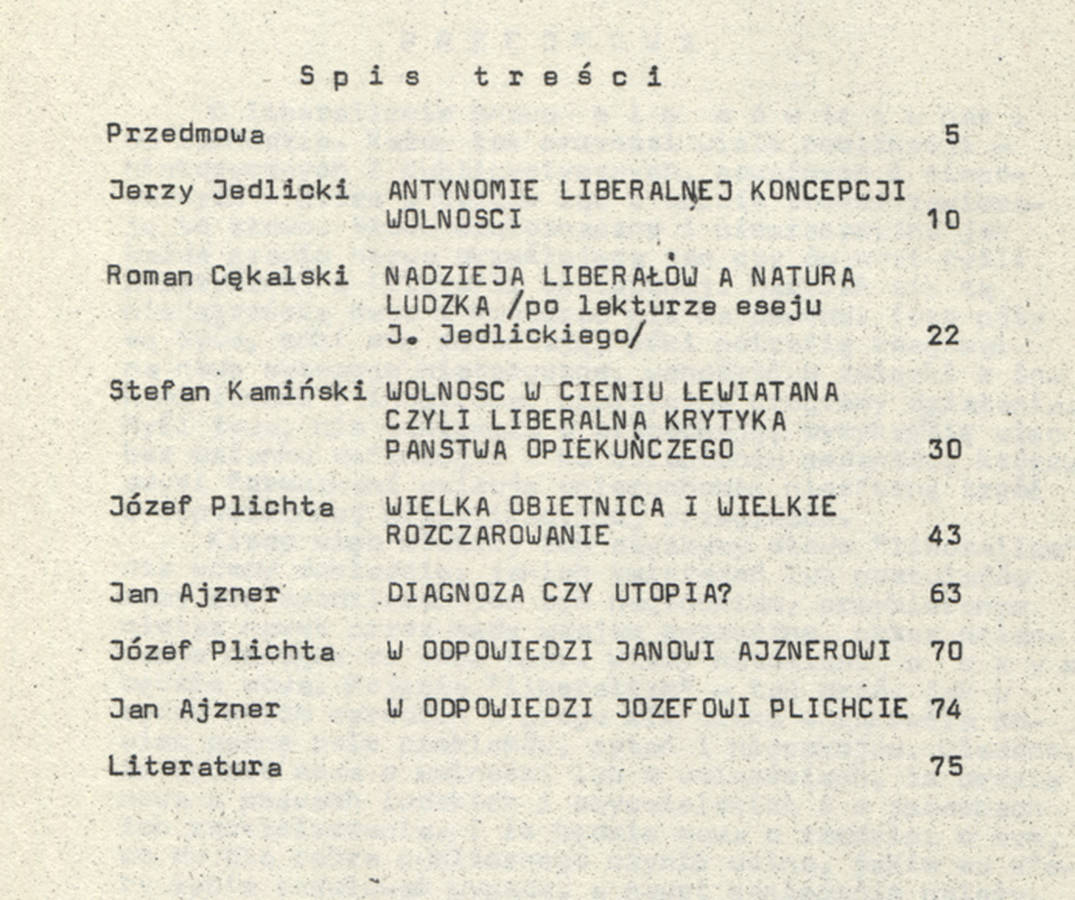 Spis treści
Przedmowa 5
Jerzy Jedlicki ANTYNOMIE LIBERALNEJ KONCEPCJI
WOLNOSCI 10
Roman Cękalski NADZIEJA LIBERAŁÓW A NATURA
LUDZKA /po lekturze eseju
J. Jedlickiego/ 22
Stefan Kamiński WOLNOSC W CIENIU LEWIATANA
CZYLI LIBERALNA KRYTYKA
PANSTWA OPIEKUŃCZEGO 30
Józef Plichta WIELKA OBIETNICA I WIELKIE
ROZCZAROWANIE 43
Jan Ajzner DIAGNOZA CZY UTOPIA? 63
Józef Plichta W ODPOWIEDZI JANOWI AJZNEROWI 70
Jan Ajzner W ODPOWIEDZI JOZEFOWI PLICHCIE 74
Literatura 75